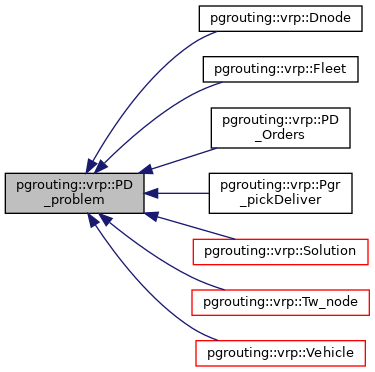 pgrouting::vrp::Dnode
pgrouting::vrp::Fleet
pgrouting::vrp::PD
_Orders
pgrouting::vrp::PD
_problem
pgrouting::vrp::Pgr
_pickDeliver
pgrouting::vrp::Solution
pgrouting::vrp::Tw_node
pgrouting::vrp::Vehicle